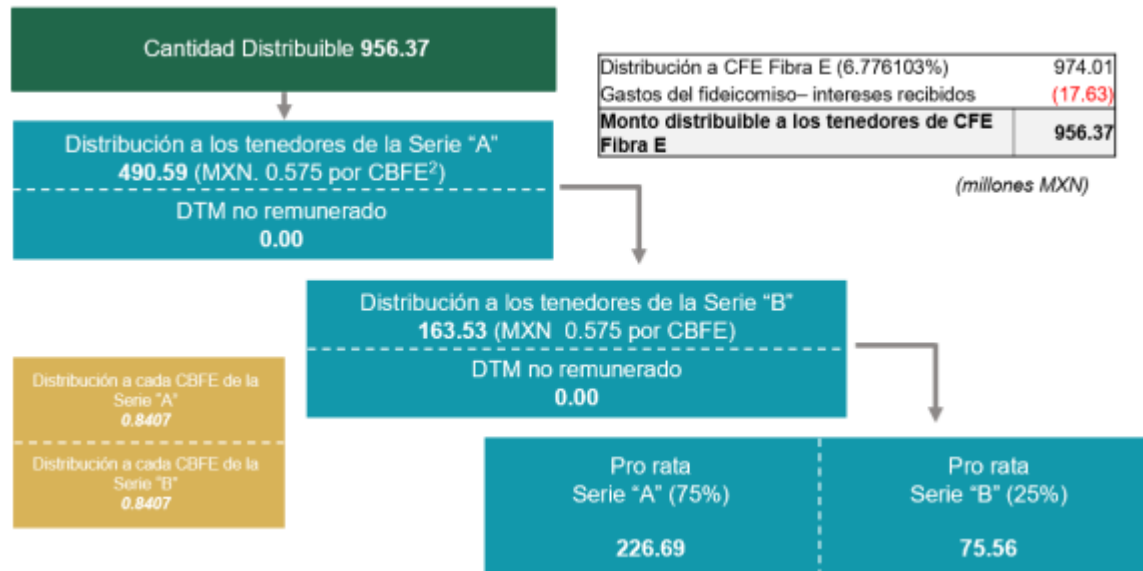 Cantidad Distribuible 956.37
Distribución a CFE Fibra E (6.776103%) 974.01
Gastos del fideicomiso– intereses recibidos (17.63)
Monto distribuible a los tenedores de CFE
Fibra E 956.37
(millones MXN)
Distribución a los tenedores de la Serie “A”
490.59 (MXN. 0.575 por CBFE²)
DTM no remunerado
0.00
Distribución a los tenedores de la Serie “B”
163.53 (MXN 0.575 por CBFE)
DTM no remunerado
0.00
Distribución a cada CBFE de la
Serie "A"
0.8407
Distribución a cada CBFE de la
Serie "B"
0.8407
Pro rata
Serie “A” (75%)
226.69
Pro rata
Serie “B” (25%)
75.56